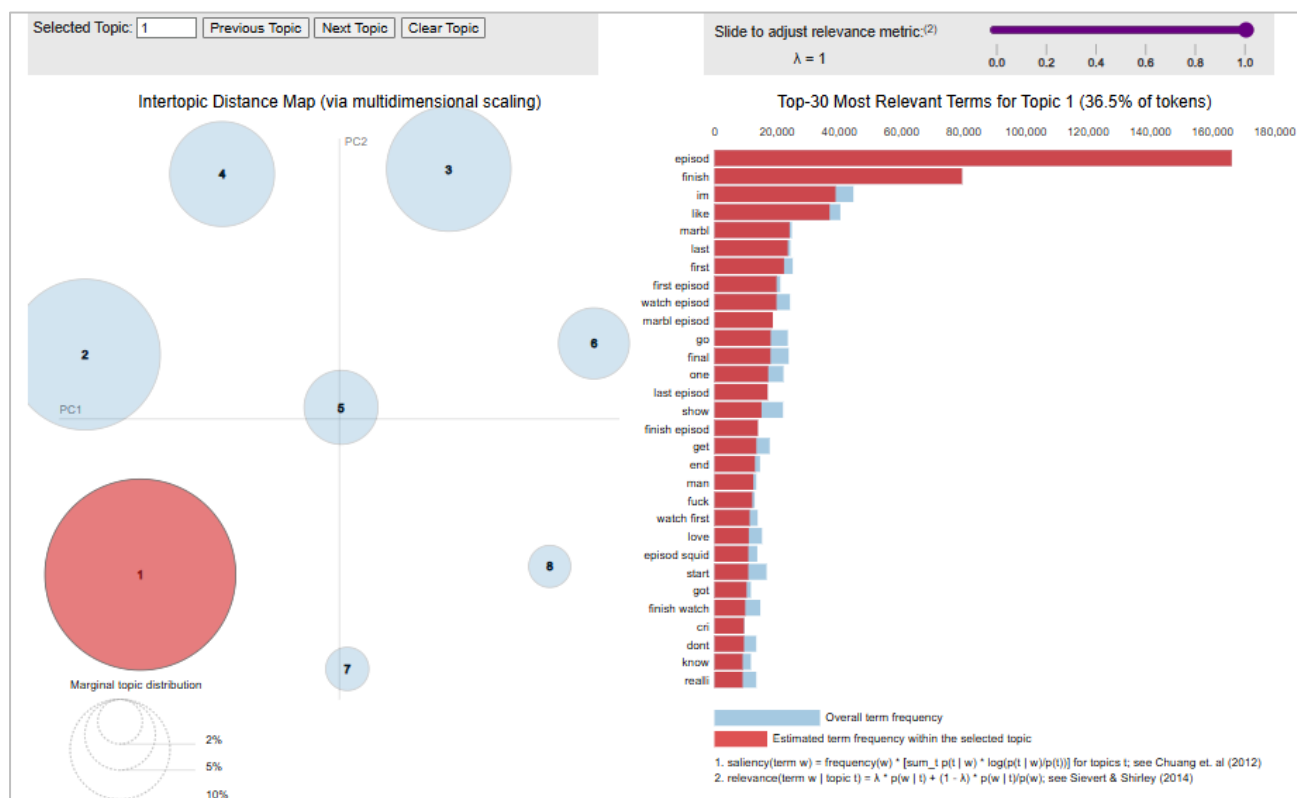 Selected Topic: 1 Previous Topic Next Topic Clear Topic
Slide to adjust relevance metric:(2)
λ = 1
0.0 0.2 0.4 0.6 0.8 1.0
Intertopic Distance Map (via multidimensional scaling)
PC2
PC1
4
3
2
6
5
1
8
7
Marginal topic distribution
2%
5%
10%
Top-30 Most Relevant Terms for Topic 1 (36.5% of tokens)
0 20,000 40,000 60,000 80,000 100,000 120,000 140,000 160,000 180,000
episod
finish
im
like
marbl
last
first
first episod
watch episod
marbl episod
go
final
one
last episod
show
finish episod
get
end
man
fuck
watch first
love
episod squid
start
got
finish watch
cri
dont
know
realli
Overall term frequency
Estimated term frequency within the selected topic
1. saliency(term w) = frequency(w) * [sum_t p(t | w) * log(p(t | w)/p(t))] for topics t; see Chuang et. al (2012)
2. relevance(term w | topic t) = λ * p(w | t) + (1 - λ) * p(w | t)/p(w); see Sievert & Shirley (2014)